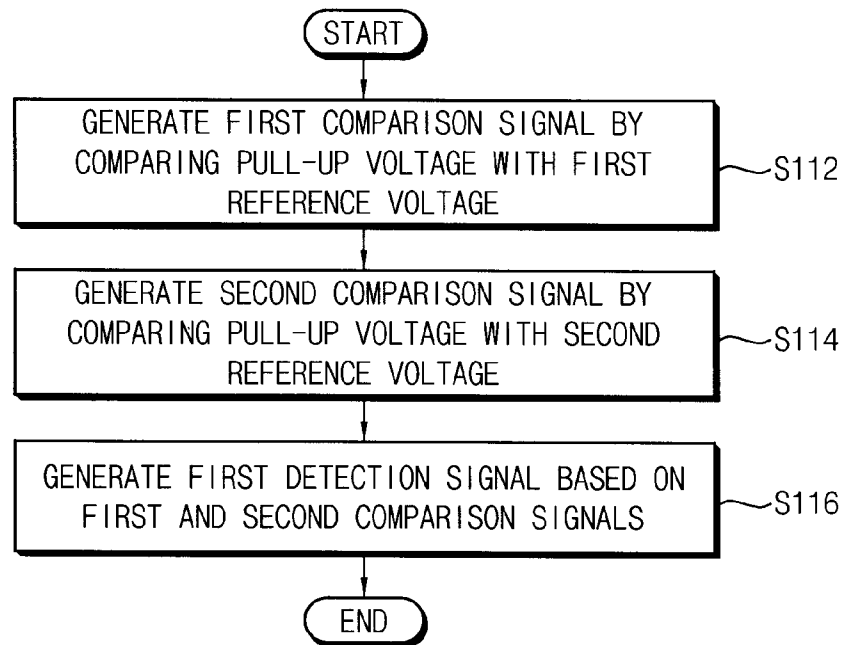 START
GENERATE FIRST COMPARISON SIGNAL BY
COMPARING PULL-UP VOLTAGE WITH FIRST
REFERENCE VOLTAGE
S112
GENERATE SECOND COMPARISON SIGNAL BY
COMPARING PULL-UP VOLTAGE WITH SECOND
REFERENCE VOLTAGE
S114
GENERATE FIRST DETECTION SIGNAL BASED ON
FIRST AND SECOND COMPARISON SIGNALS
S116
END